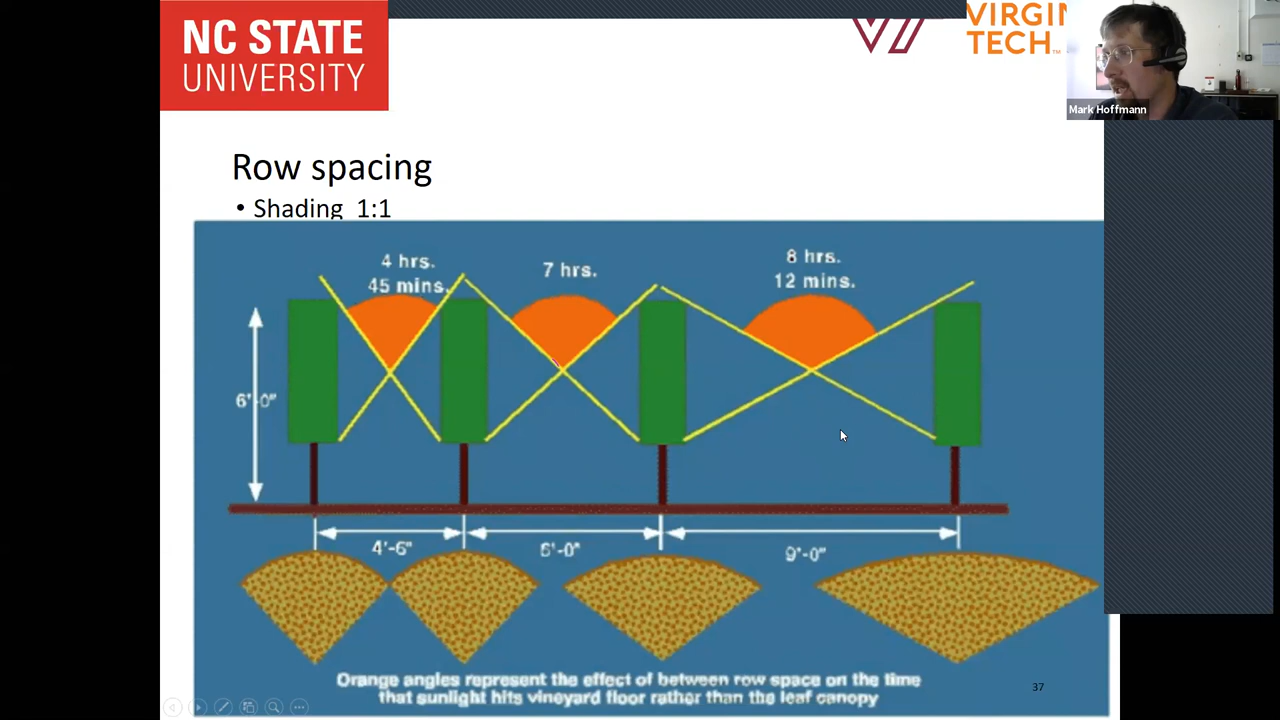 NC STATE
UNIVERSITY
VIRGIN
TECH
Mark Hoffmann
Row spacing
• Shading 1:1
4 hrs.
45 mins.
7 hrs.
8 hrs.
12 mins.
6'-0"
4'-6"
6'-0"
9'-0"
Orange angles represent the effect of between row space on the time
that sunlight hits vineyard floor rather than the leaf canopy
37